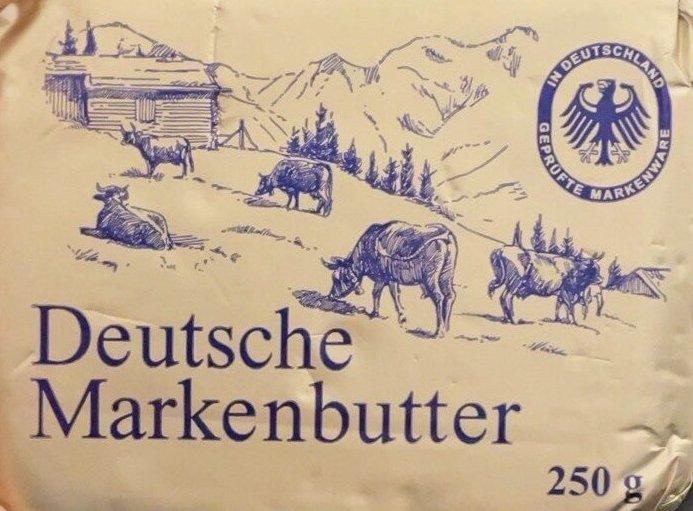 IN DEUTSCHLAND
GEPRÜFTE MARKENWARE
Deutsche
Markenbutter
250 g